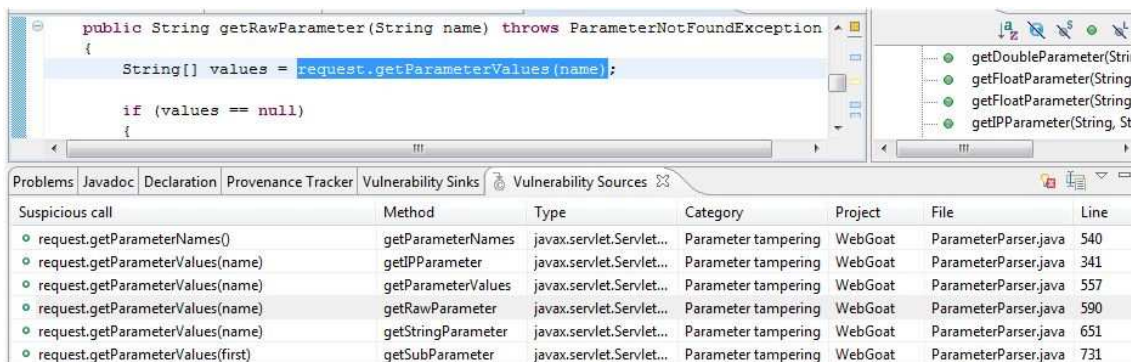 public String getRawParameter(String name) throws ParameterNotFoundException
{
String[] values = request.getParameterValues(name);
if (values == null)
{
getDoubleParameter(Stri
getFloatParameter(String
getFloatParameter(String
getIPParameter(String, St
Problems Javadoc Declaration Provenance Tracker Vulnerability Sinks Vulnerability Sources
Suspicious call Method Type Category Project File Line
request.getParameterNames() getParameterNames javax.servlet.Servlet... Parameter tampering WebGoat ParameterParser.java 540
request.getParameterValues(name) getIPParameter javax.servlet.Servlet... Parameter tampering WebGoat ParameterParser.java 341
request.getParameterValues(name) getParameterValues javax.servlet.Servlet... Parameter tampering WebGoat ParameterParser.java 557
request.getParameterValues(name) getRawParameter javax.servlet.Servlet... Parameter tampering WebGoat ParameterParser.java 590
request.getParameterValues(name) getStringParameter javax.servlet.Servlet... Parameter tampering WebGoat ParameterParser.java 651
request.getParameterValues(first) getSubParameter javax.servlet.Servlet... Parameter tampering WebGoat ParameterParser.java 731